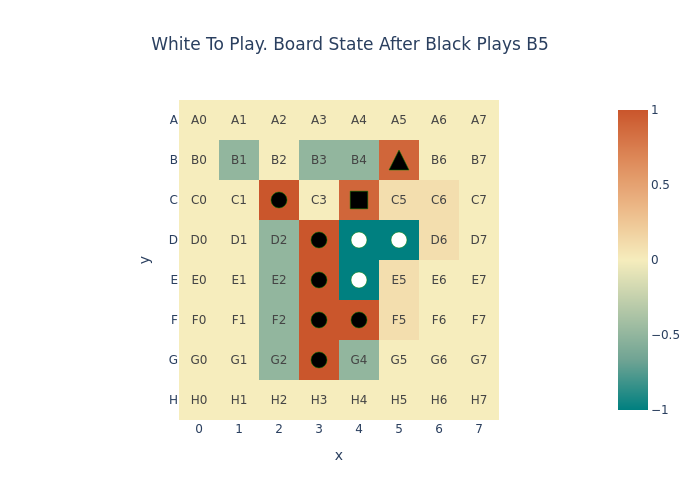 White To Play. Board State After Black Plays B5
A A0 A1 A2 A3 A4 A5 A6 A7
B B0 B1 B2 B3 B4 B6 B7
C C0 C1 C3 C5 C6 C7
D D0 D1 D2 D6 D7
E E0 E1 E2 E5 E6 E7
F F0 F1 F2 F5 F6 F7
G G0 G1 G2 G4 G5 G6 G7
H H0 H1 H2 H3 H4 H5 H6 H7
0 1 2 3 4 5 6 7
x
y
1
0.5
0
−0.5
−1